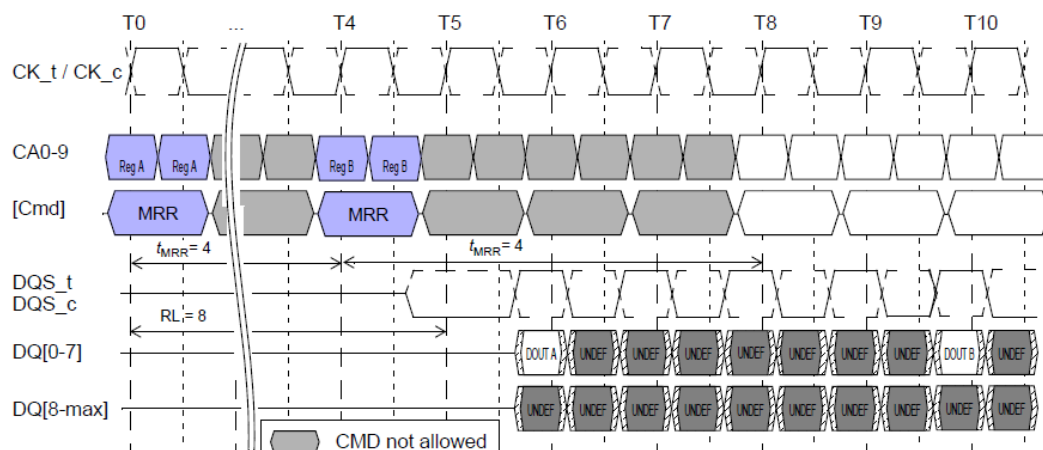 T0 ... T4 T5 T6 T7 T8 T9 T10
CK_t / CK_c
CA0-9 Reg A Reg A Reg B Reg B
[Cmd] MRR MRR
tMRR= 4 tMRR= 4
DQS_t
DQS_c
RL = 8
DQ[0-7] DOUT A UNDEF UNDEF UNDEF UNDEF UNDEF UNDEF UNDEF DOUT B UNDEF
DQ[8-max] UNDEF UNDEF UNDEF UNDEF UNDEF UNDEF UNDEF UNDEF UNDEF UNDEF
CMD not allowed